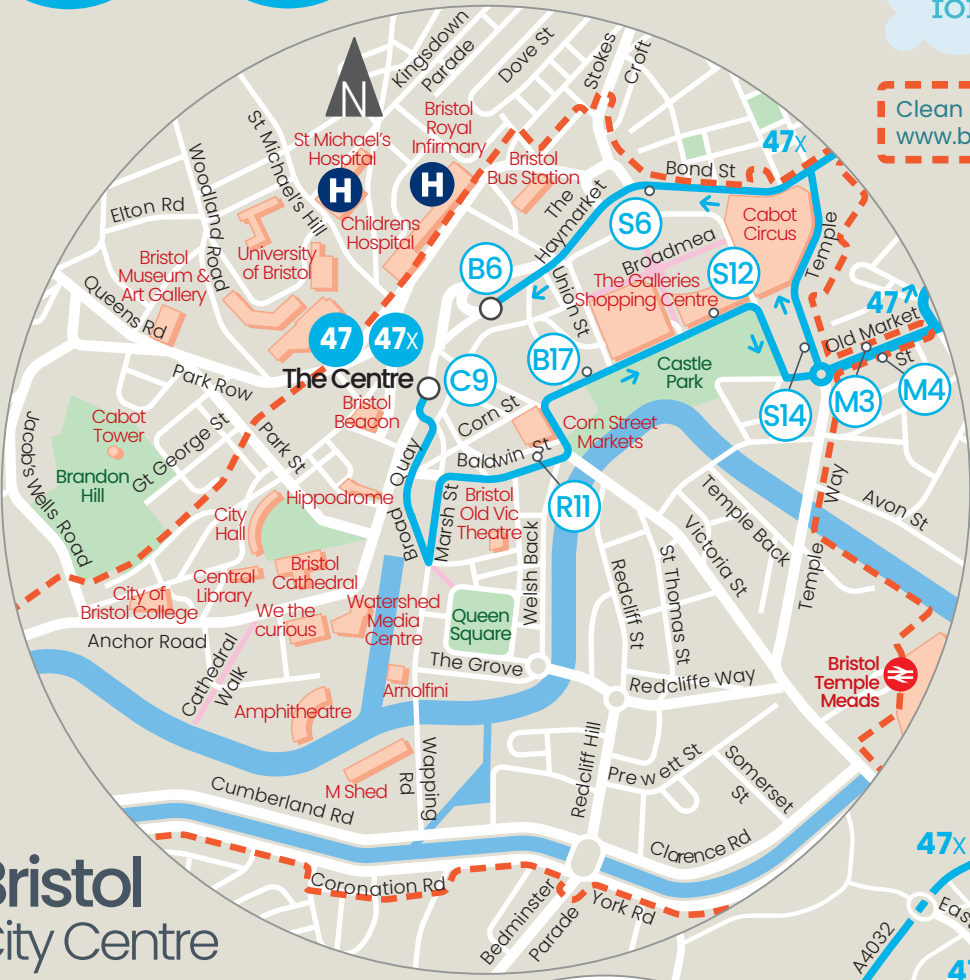 Clean
www.b
N
Kingsdown
Parade
Dove St
Stokes
Croft
St Michael's Hill
Woodland Road
Elton Rd
Queens Rd
St Michael's
Hospital
H
Bristol
Royal
Infirmary
H
Childrens
Hospital
Bristol
Bus Station
University
of Bristol
Bristol
Museum &
Art Gallery
47X
Bond St
The
Haymarket
S6
Cabot
Circus
Broadmea
B6
Union St
The Galleries
Shopping Centre
S12
Temple
47
Old Market
St
47
47X
The Centre
C9
B17
Castle
Park
S14
M3
M4
Park Row
Bristol
Beacon
Corn St
Corn Street
Markets
Baldwin St
R11
Jacob's Wells Road
Cabot
Tower
Brandon
Hill
Gt George St
Park St
Hippodrome
Broad
Quay
Marsh St
Bristol
Old Vic
Theatre
Welsh Back
City
Hall
Central
Library
Bristol
Cathedral
City of
Bristol College
We the
curious
Watershed
Media
Centre
Queen
Square
Anchor Road
Cathedral
Walk
The Grove
Arnolfini
Amphitheatre
Redcliff St
St Thomas St
Victoria St
Temple Back
Temple
Way
Avon St
Redcliffe Way
Bristol
Temple
Meads
M Shed
Wapping
Rd
Redcliff Hill
Prewett St
Somerset
St
Cumberland Rd
Clarence Rd
Coronation Rd
York Rd
Bedminster
Parade
Bristol
City Centre
47X
A4032
Eas
47